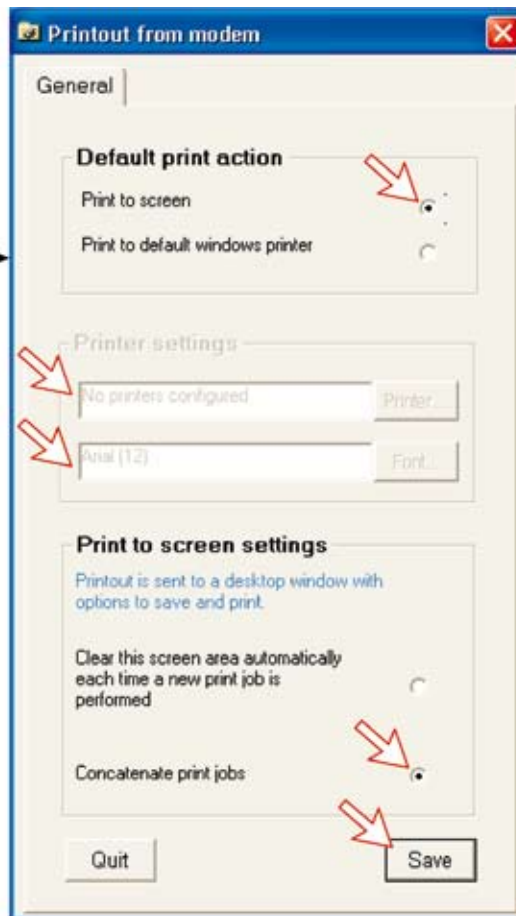 Printout from modem
General
Default print action
Print to screen
Print to default windows printer
Printer settings
No printers configured
Printer...
Arial (12)
Font...
Print to screen settings
Printout is sent to a desktop window with
options to save and print.
Clear this screen area automatically
each time a new print job is
performed
Concatenate print jobs
Quit
Save